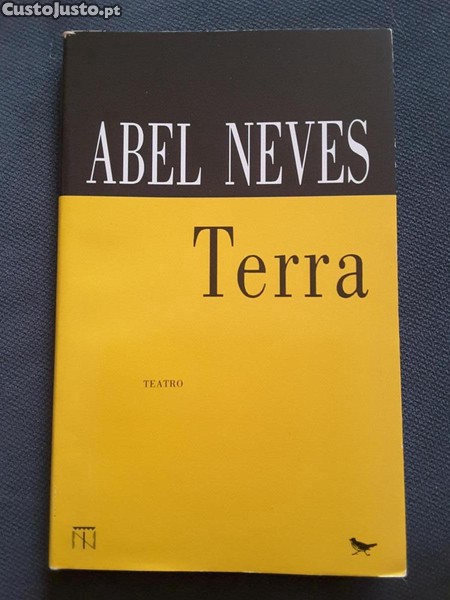 CustoJusto.pt
ABEL NEVES
Terra
TEATRO